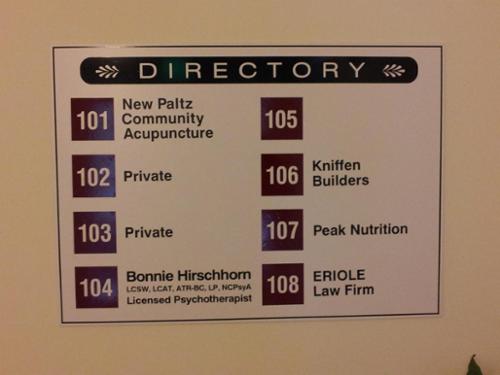 DIRECTORY
101 New Paltz
Community
Acupuncture
102 Private
103 Private
104 Bonnie Hirschhorn
LCSW, LCAT, ATR-BC, LP, NCPsyA
Licensed Psychotherapist
105
106 Kniffen
Builders
107 Peak Nutrition
108 ERIOLE
Law Firm